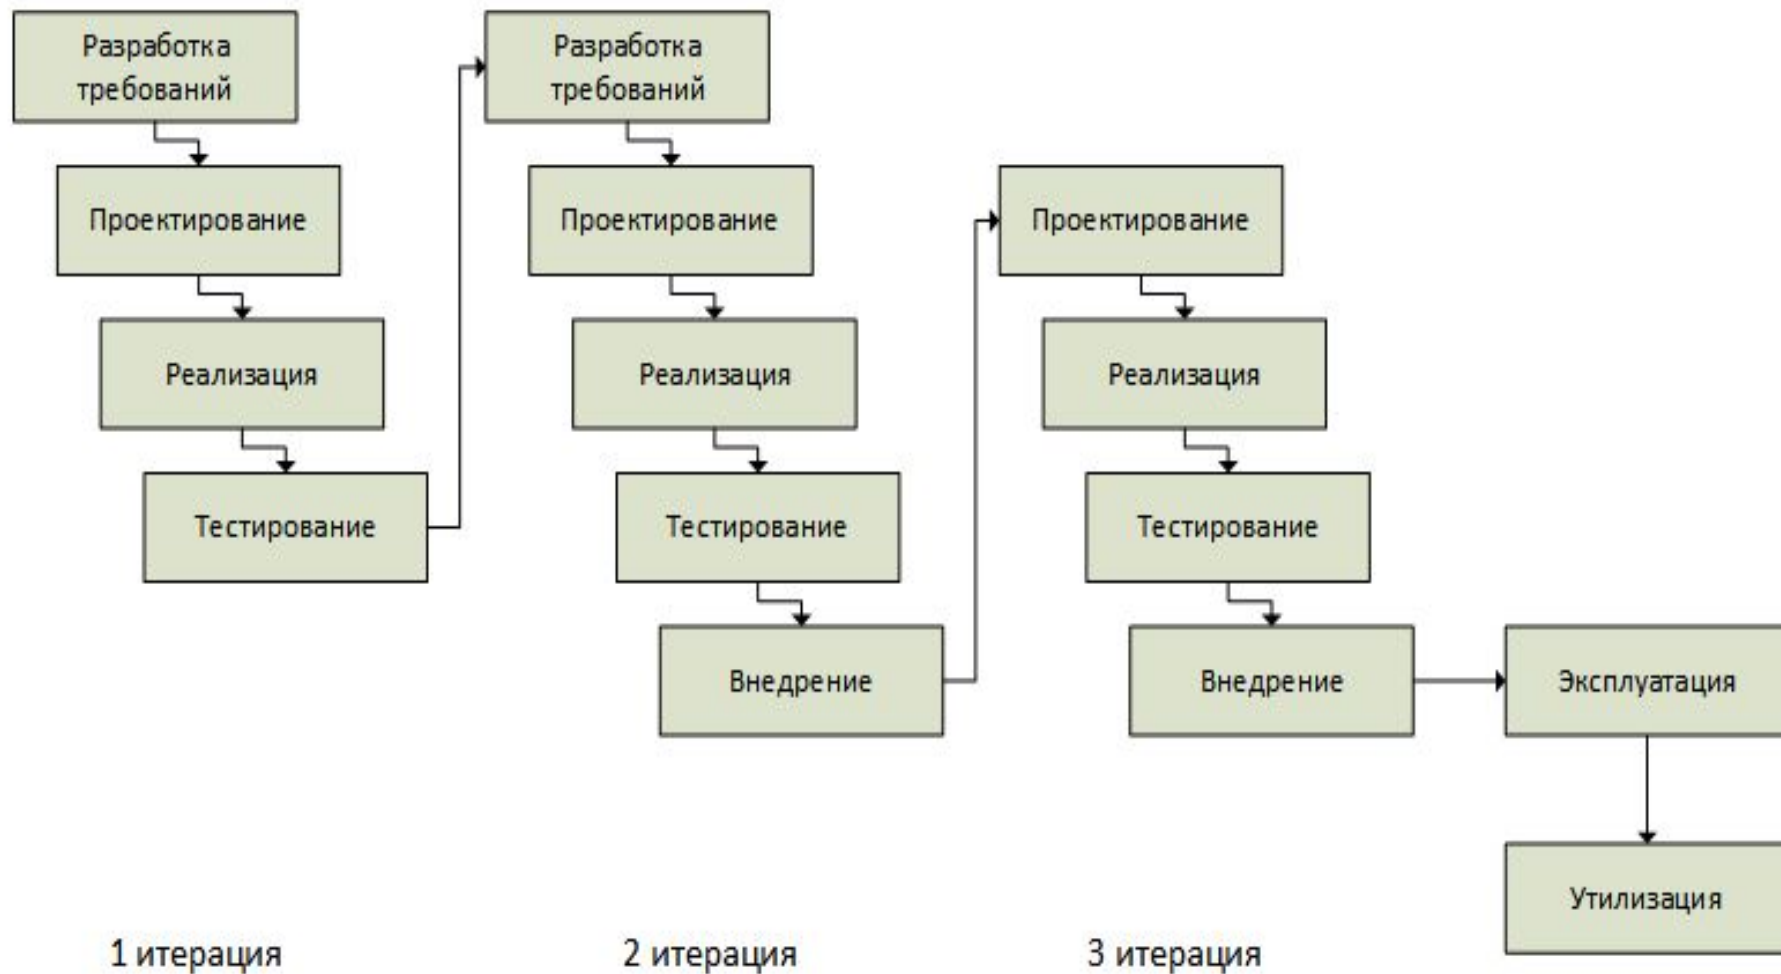 Разработка
требований
Проектирование
Реализация
Тестирование
Разработка
требований
Проектирование
Реализация
Тестирование
Внедрение
Проектирование
Реализация
Тестирование
Внедрение
Эксплуатация
Утилизация
1 итерация
2 итерация
3 итерация